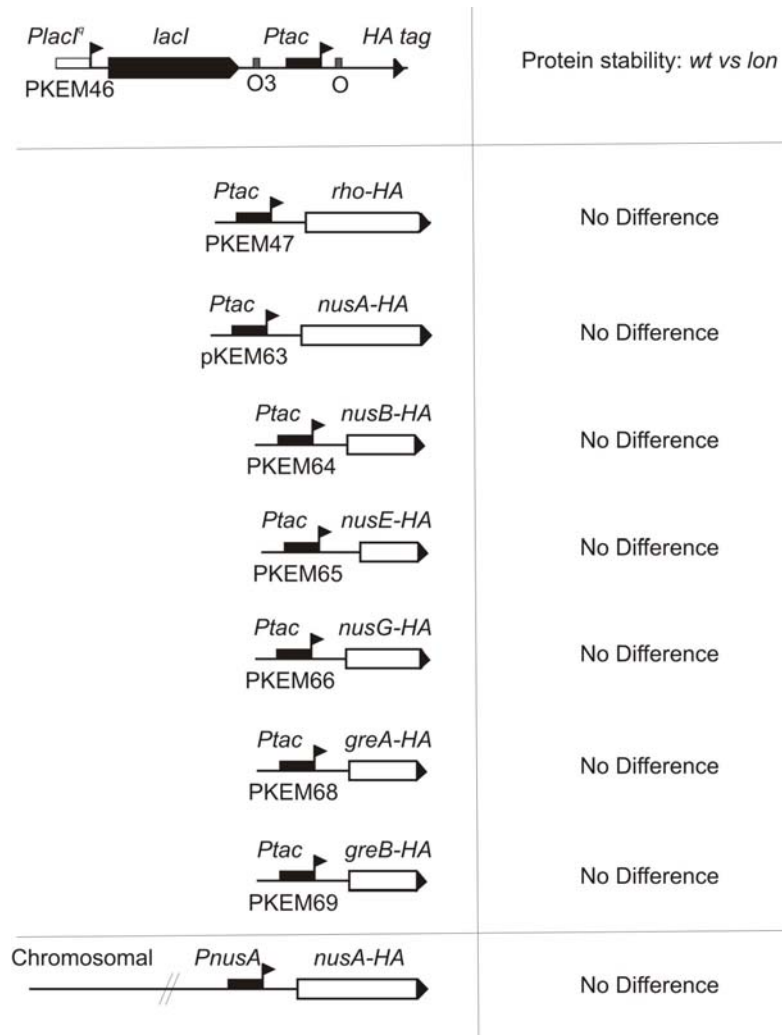 PlacIq lacI Ptac HA tag
PKEM46 O3 O
Protein stability: wt vs lon
Ptac rho-HA
PKEM47
No Difference
Ptac nusA-HA
pKEM63
No Difference
Ptac nusB-HA
PKEM64
No Difference
Ptac nusE-HA
PKEM65
No Difference
Ptac nusG-HA
PKEM66
No Difference
Ptac greA-HA
PKEM68
No Difference
Ptac greB-HA
PKEM69
No Difference
Chromosomal PnusA nusA-HA
No Difference